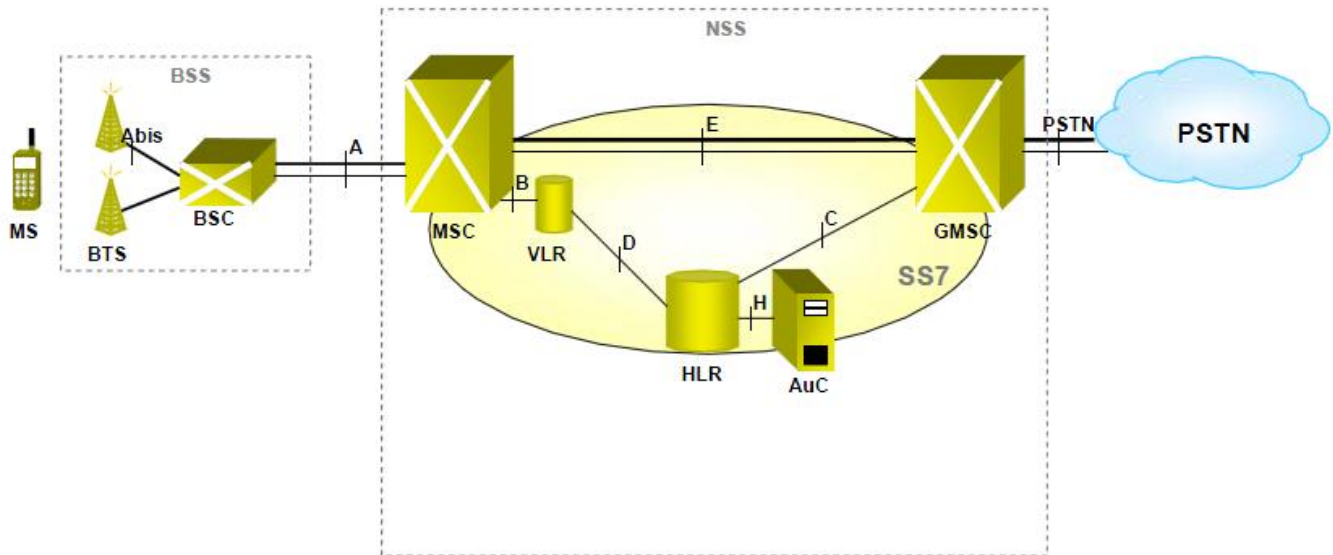 NSS
BSS
Abis
A
E
PSTN
PSTN
MS
BTS
BSC
MSC
B
VLR
D
C
GMSC
SS7
H
HLR
AuC